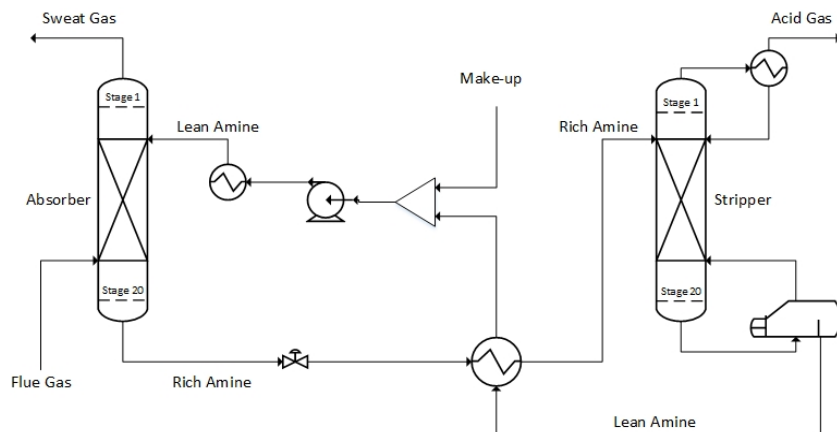 Sweat Gas
Acid Gas
Stage 1
Make-up
Stage 1
Lean Amine
Rich Amine
Absorber
Stripper
Stage 20
Stage 20
Flue Gas
Rich Amine
Lean Amine